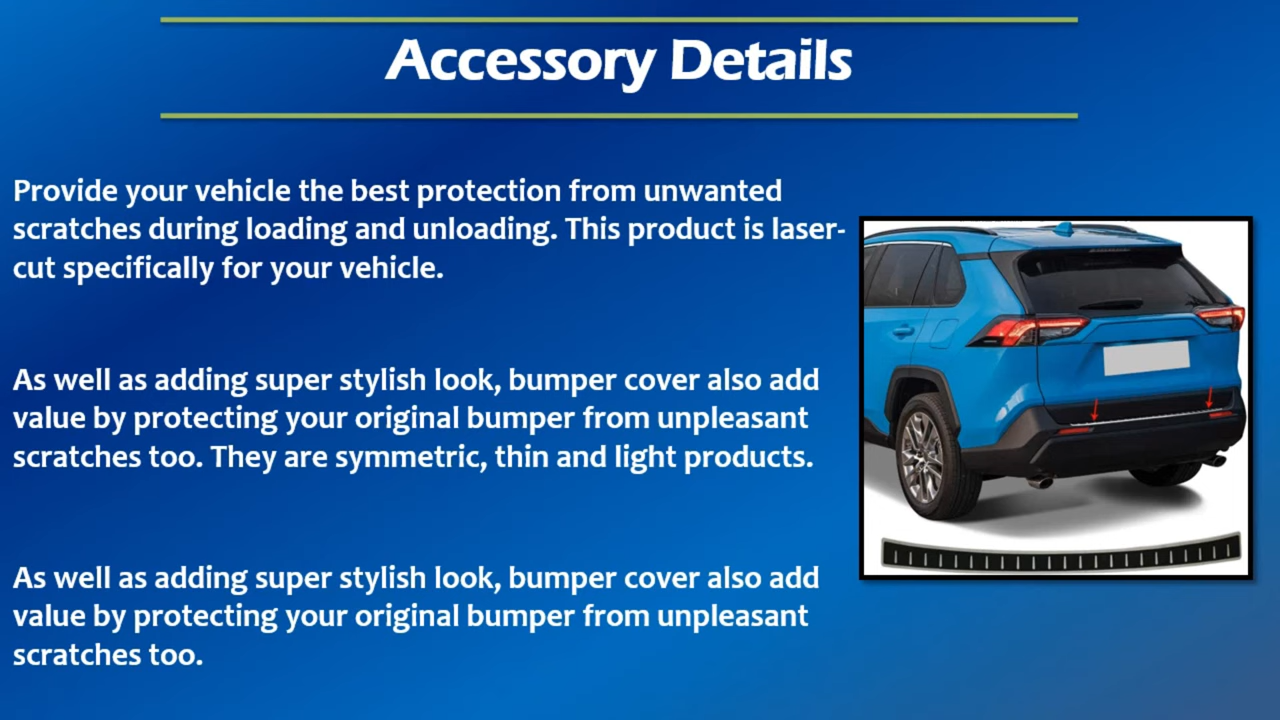 Accessory Details
Provide your vehicle the best protection from unwanted
scratches during loading and unloading. This product is laser-
cut specifically for your vehicle.
As well as adding super stylish look, bumper cover also add
value by protecting your original bumper from unpleasant
scratches too. They are symmetric, thin and light products.
As well as adding super stylish look, bumper cover also add
value by protecting your original bumper from unpleasant
scratches too.